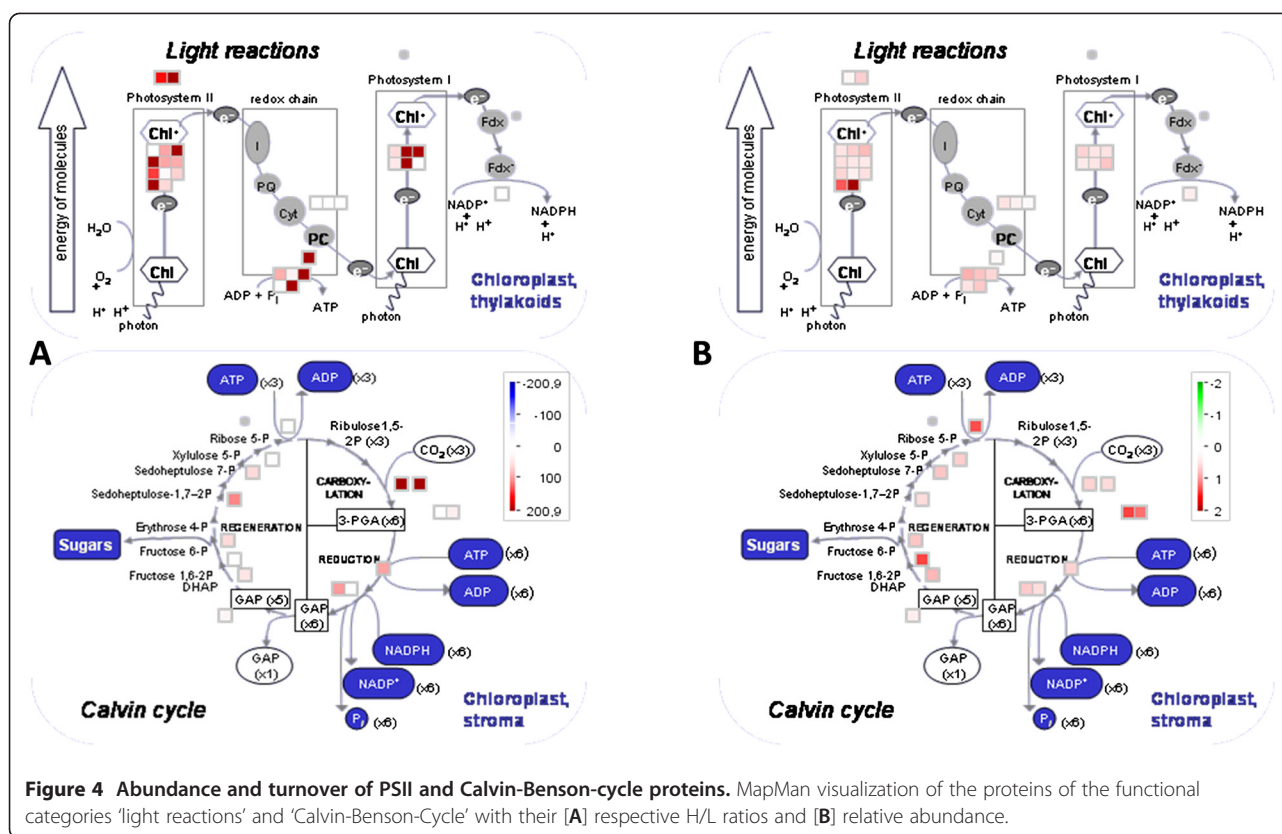 Light reactions
Photosystem II
redox chain
Photosystem I
energy of molecules
Chl⁺
e⁻
I
PQ
Cyt
PC
e⁻
Chl⁺
e⁻
Fdx
Fdx⁻
NADP⁺
+
H⁺ H⁺
NADPH
+
H⁺
H₂O
O₂
+
H⁺ H⁺
e⁻
Chl
photon
ADP + Pᵢ
ATP
e⁻
Chl
photon
Chloroplast,
thylakoids
Light reactions
Photosystem II
redox chain
Photosystem I
energy of molecules
Chl⁺
e⁻
I
PQ
Cyt
PC
e⁻
Chl⁺
e⁻
Fdx
Fdx⁻
NADP⁺
+
H⁺ H⁺
NADPH
+
H⁺
H₂O
O₂
+
H⁺ H⁺
e⁻
Chl
photon
ADP + Pᵢ
ATP
e⁻
Chl
photon
Chloroplast,
thylakoids
A
ATP (x3)
ADP (x3)
Ribulose1,5-
2P (x3)
CO₂(x3)
Ribose 5-P
Xylulose 5-P
Sedoheptulose 7-P
Sedoheptulose-1,7-2P
Erythrose 4-P
Fructose 6-P
Fructose 1,6-2P
DHAP
Sugars
REGENERATION
CARBOXY-
LATION
3-PGA (x6)
REDUCTION
ATP (x6)
ADP (x6)
GAP (x5)
GAP
(x6)
GAP
(x1)
NADPH (x6)
NADP⁺ (x6)
Pᵢ (x6)
-200,9
-100
0
100
200,9
Calvin cycle
Chloroplast,
stroma
B
ATP (x3)
ADP (x3)
Ribulose1,5-
2P (x3)
CO₂(x3)
Ribose 5-P
Xylulose 5-P
Sedoheptulose 7-P
Sedoheptulose-1,7-2P
Erythrose 4-P
Fructose 6-P
Fructose 1,6-2P
DHAP
Sugars
REGENERATION
CARBOXY-
LATION
3-PGA (x6)
REDUCTION
ATP (x6)
ADP (x6)
GAP (x5)
GAP
(x6)
GAP
(x1)
NADPH (x6)
NADP⁺ (x6)
Pᵢ (x6)
-2
-1
0
1
2
Calvin cycle
Chloroplast,
stroma
Figure 4 Abundance and turnover of PSII and Calvin-Benson-cycle proteins. MapMan visualization of the proteins of the functional
categories 'light reactions' and 'Calvin-Benson-Cycle' with their [A] respective H/L ratios and [B] relative abundance.